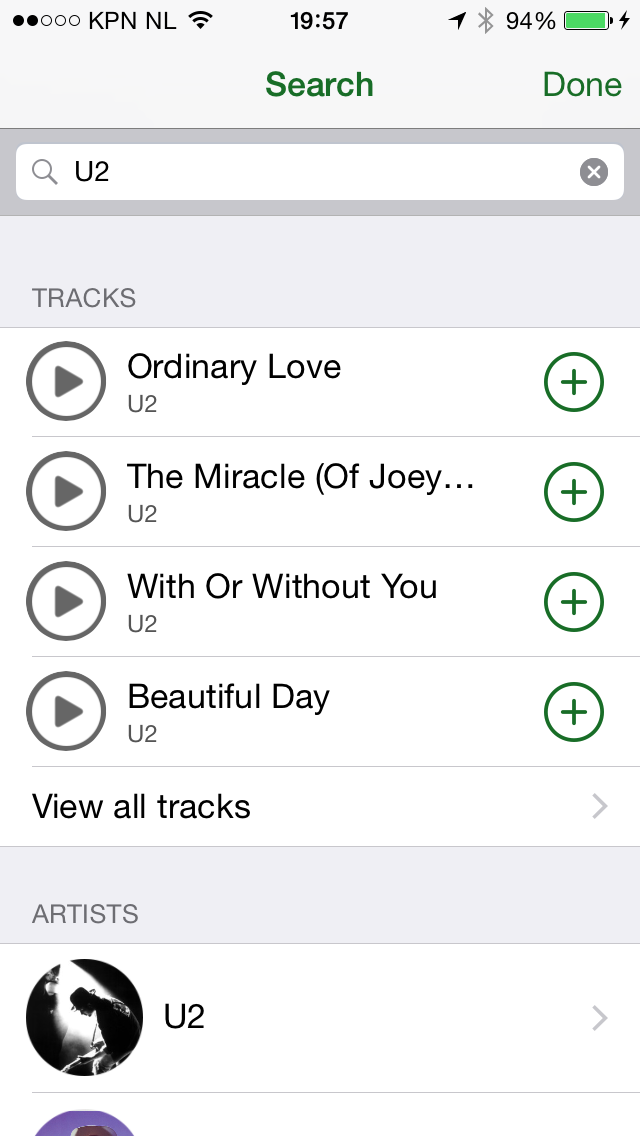 KPN NL 19:57 94%
Search Done
U2
TRACKS
Ordinary Love
U2
The Miracle (Of Joey…
U2
With Or Without You
U2
Beautiful Day
U2
View all tracks
ARTISTS
U2